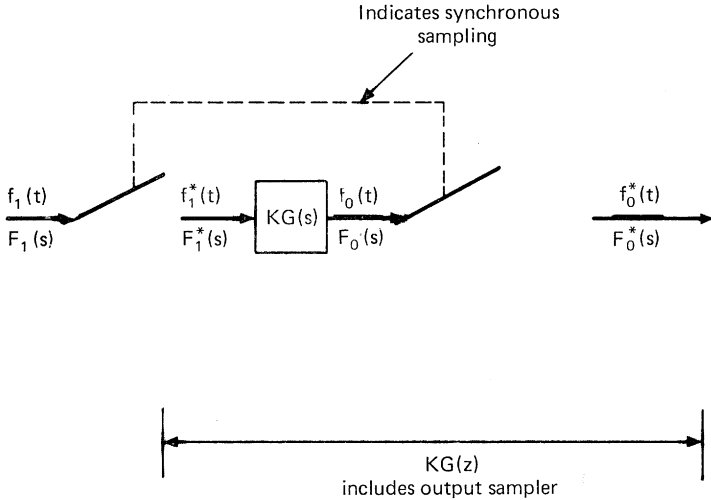 Indicates synchronous
sampling
f₁(t)
F₁(s)
f₁*(t)
F₁*(s)
KG(s)
f₀(t)
F₀(s)
f₀*(t)
F₀*(s)
KG(z)
includes output sampler